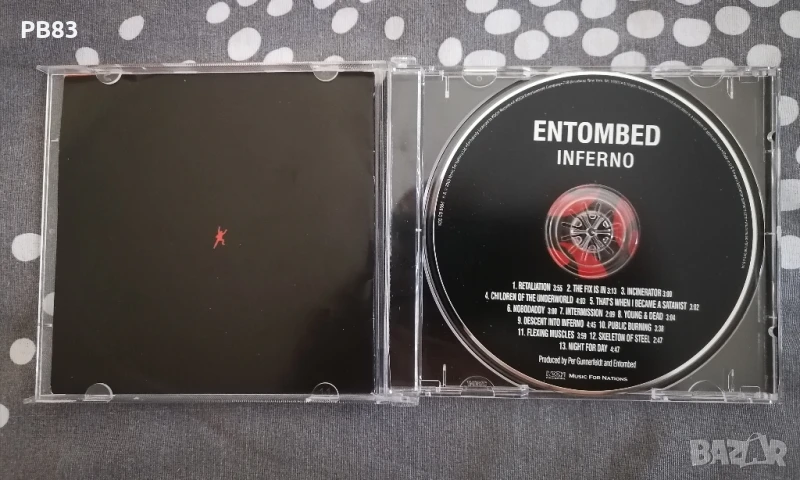 PB83
ENTOMBED
INFERNO
1. RETALIATION 3:55 2. THE FIX IS IN 3:13 3. INCINERATOR 3:00
4. CHILDREN OF THE UNDERWORLD 4:03 5. THAT'S WHEN I BECAME A SATANIST 3:02
6. NOBODADDY 3:00 7. INTERMISSION 2:09 8. YOUNG & DEAD 3:04
9. DESCENT INTO INFERNO 4:45 10. PUBLIC BURNING 3:38
11. FLEXING MUSCLES 3:59 12. SKELETON OF STEEL 2:47
13. NIGHT FOR DAY 4:47
Produced by Per Gunnerfeldt and Entombed
MUSIC FOR NATIONS
BAZAR